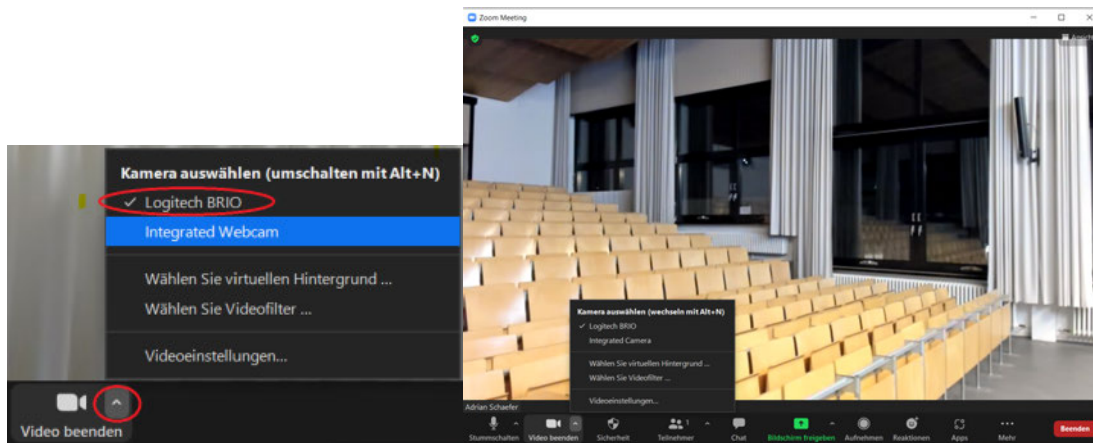 Kamera auswählen (umschalten mit Alt+N)
Logitech BRIO
Integrated Webcam
Wählen Sie virtuellen Hintergrund ...
Wählen Sie Videofilter ...
Videoeinstellungen...
Video beenden
Zoom Meeting
Ansicht
Kamera auswählen (wechseln mit Alt+N)
Logitech BRIO
Integrated Camera
Wählen Sie virtuellen Hintergrund ...
Wählen Sie Videofilter ...
Videoeinstellungen...
Adrian Schaefer
1
Stummschalten Video beenden Sicherheit Teilnehmer Chat Bildschirm freigeben Aufnehmen Reaktionen Apps Mehr Beenden